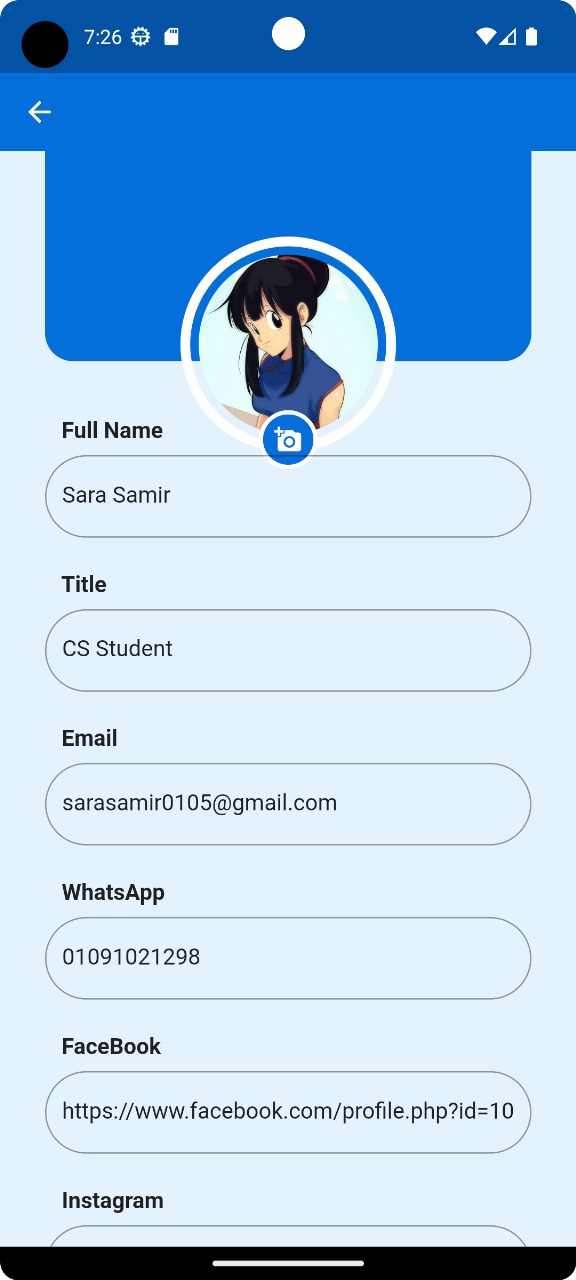 7:26
Full Name
Sara Samir
Title
CS Student
Email
sarasamir0105@gmail.com
WhatsApp
01091021298
FaceBook
https://www.facebook.com/profile.php?id=10
Instagram